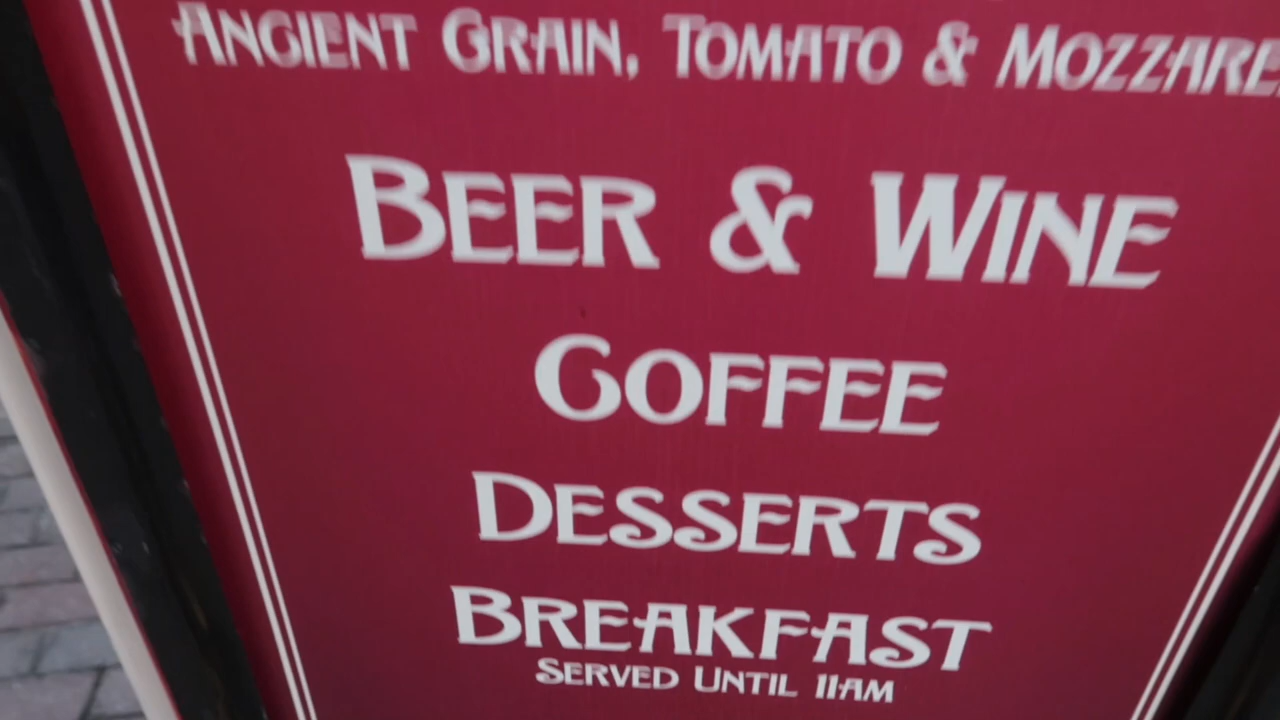 Ancient Grain, Tomato & Mozzare
Beer & Wine
Coffee
Desserts
Breakfast
Served Until 11am